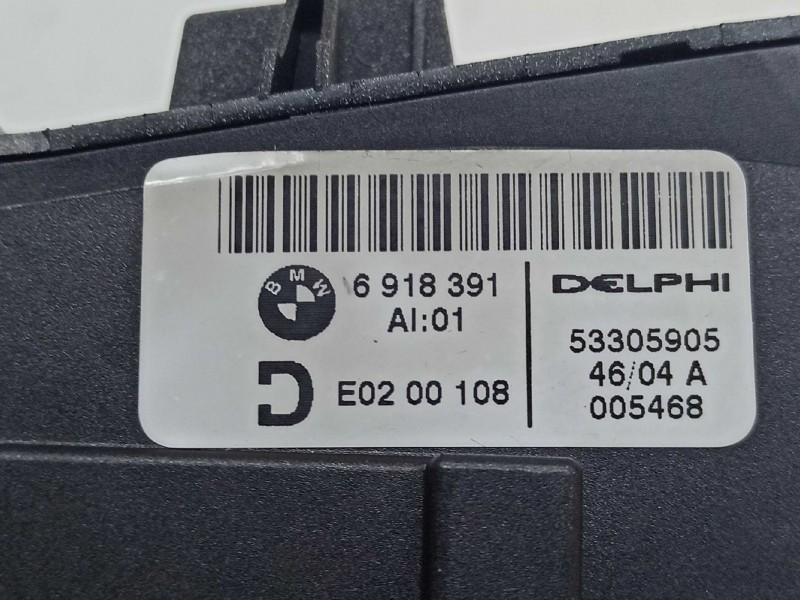 BMW
6 918 391
AI:01
D
E02 00 108
DELPHI
53305905
46/04 A
005468